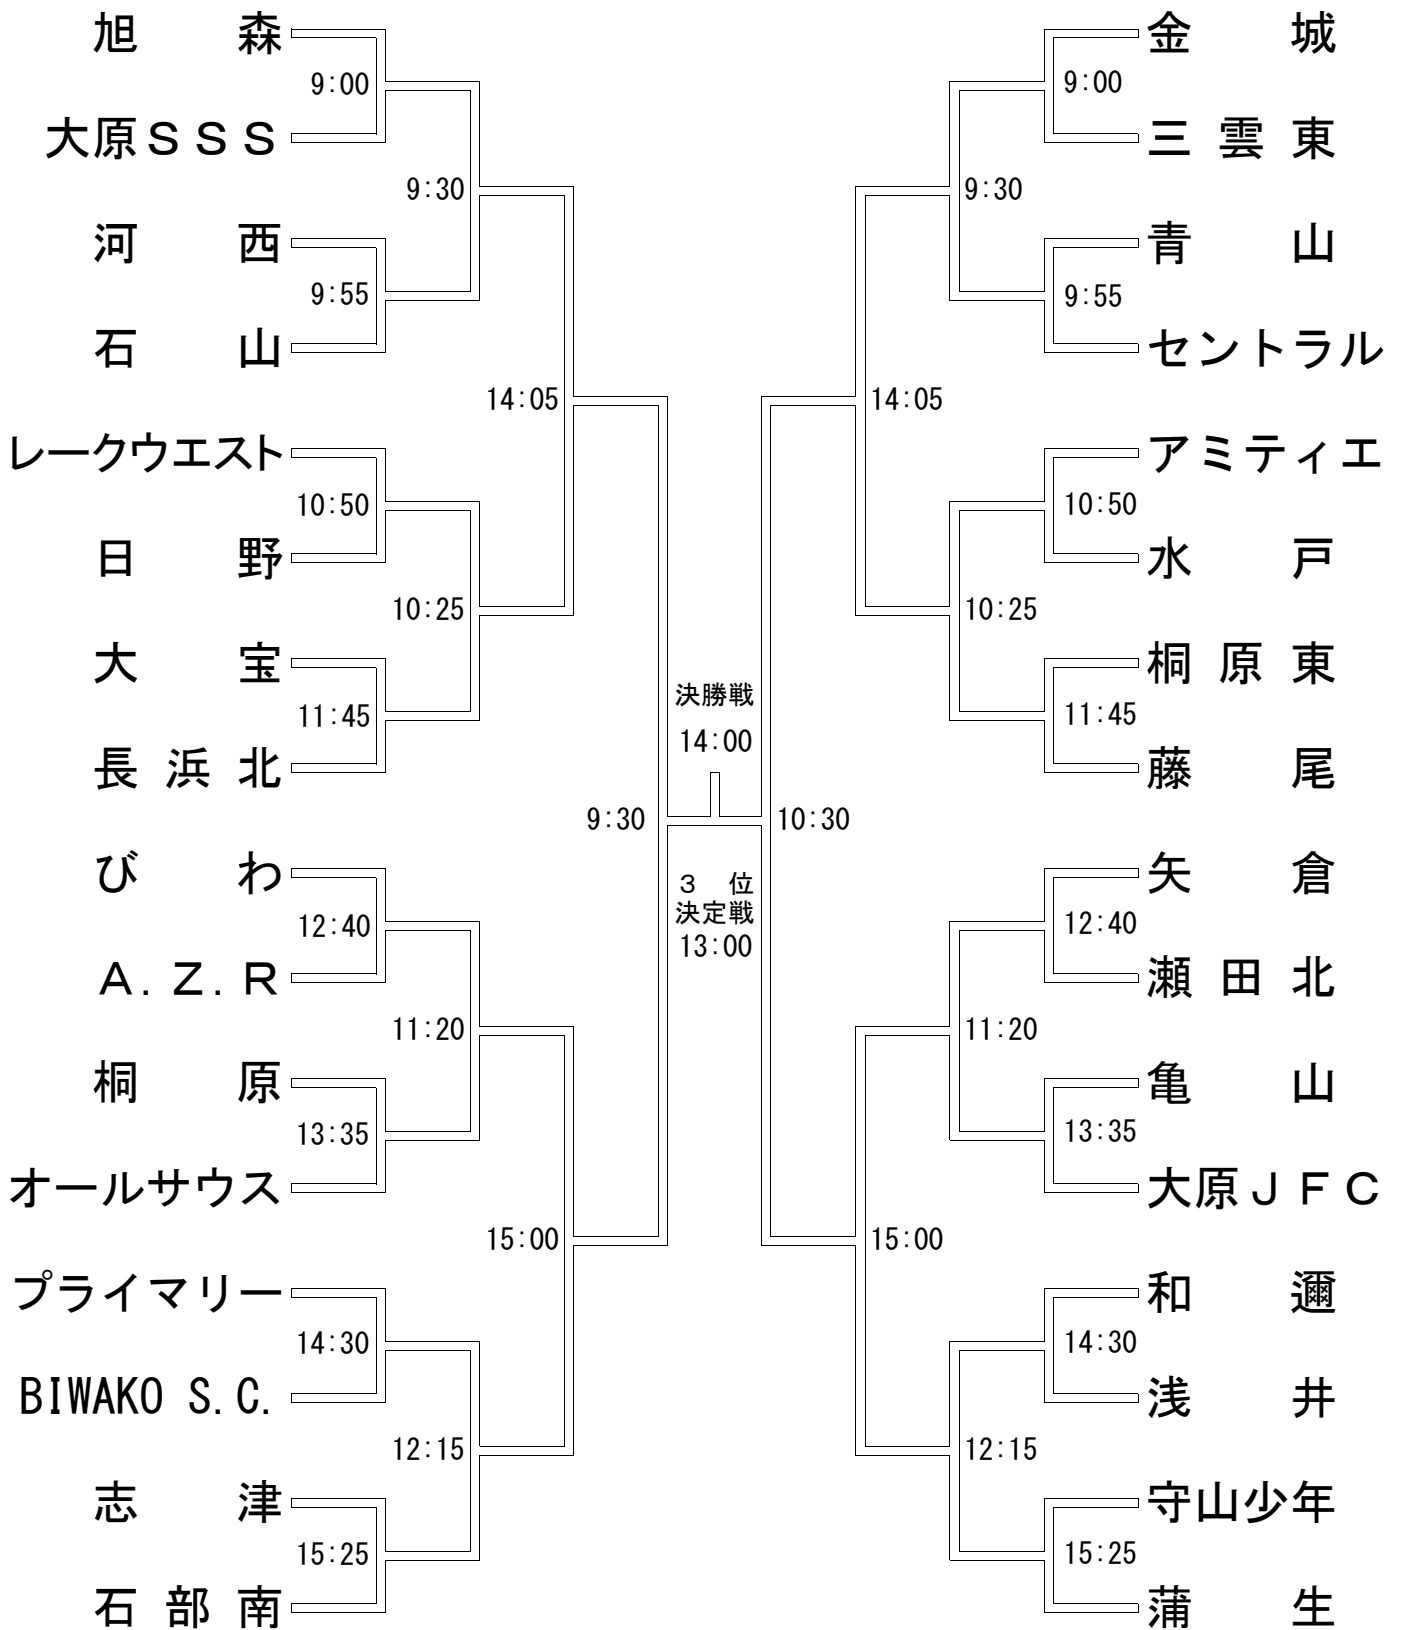 旭森
9:00
大原ＳＳＳ
9:30
河西
9:55
石山
14:05
レークウエスト
10:50
日野
10:25
大宝
11:45
長浜北
9:30
びわ
12:40
Ａ.Ｚ.Ｒ
11:20
桐原
13:35
オールサウス
15:00
プライマリー
14:30
BIWAKO S.C.
12:15
志津
15:25
石部南
決勝戦
14:00
３位
決定戦
13:00
金城
9:00
三雲東
9:30
青山
9:55
セントラル
14:05
アミティエ
10:50
水戸
10:25
桐原東
11:45
藤尾
10:30
矢倉
12:40
瀬田北
11:20
亀山
13:35
大原ＪＦＣ
15:00
和邇
14:30
浅井
12:15
守山少年
15:25
蒲生